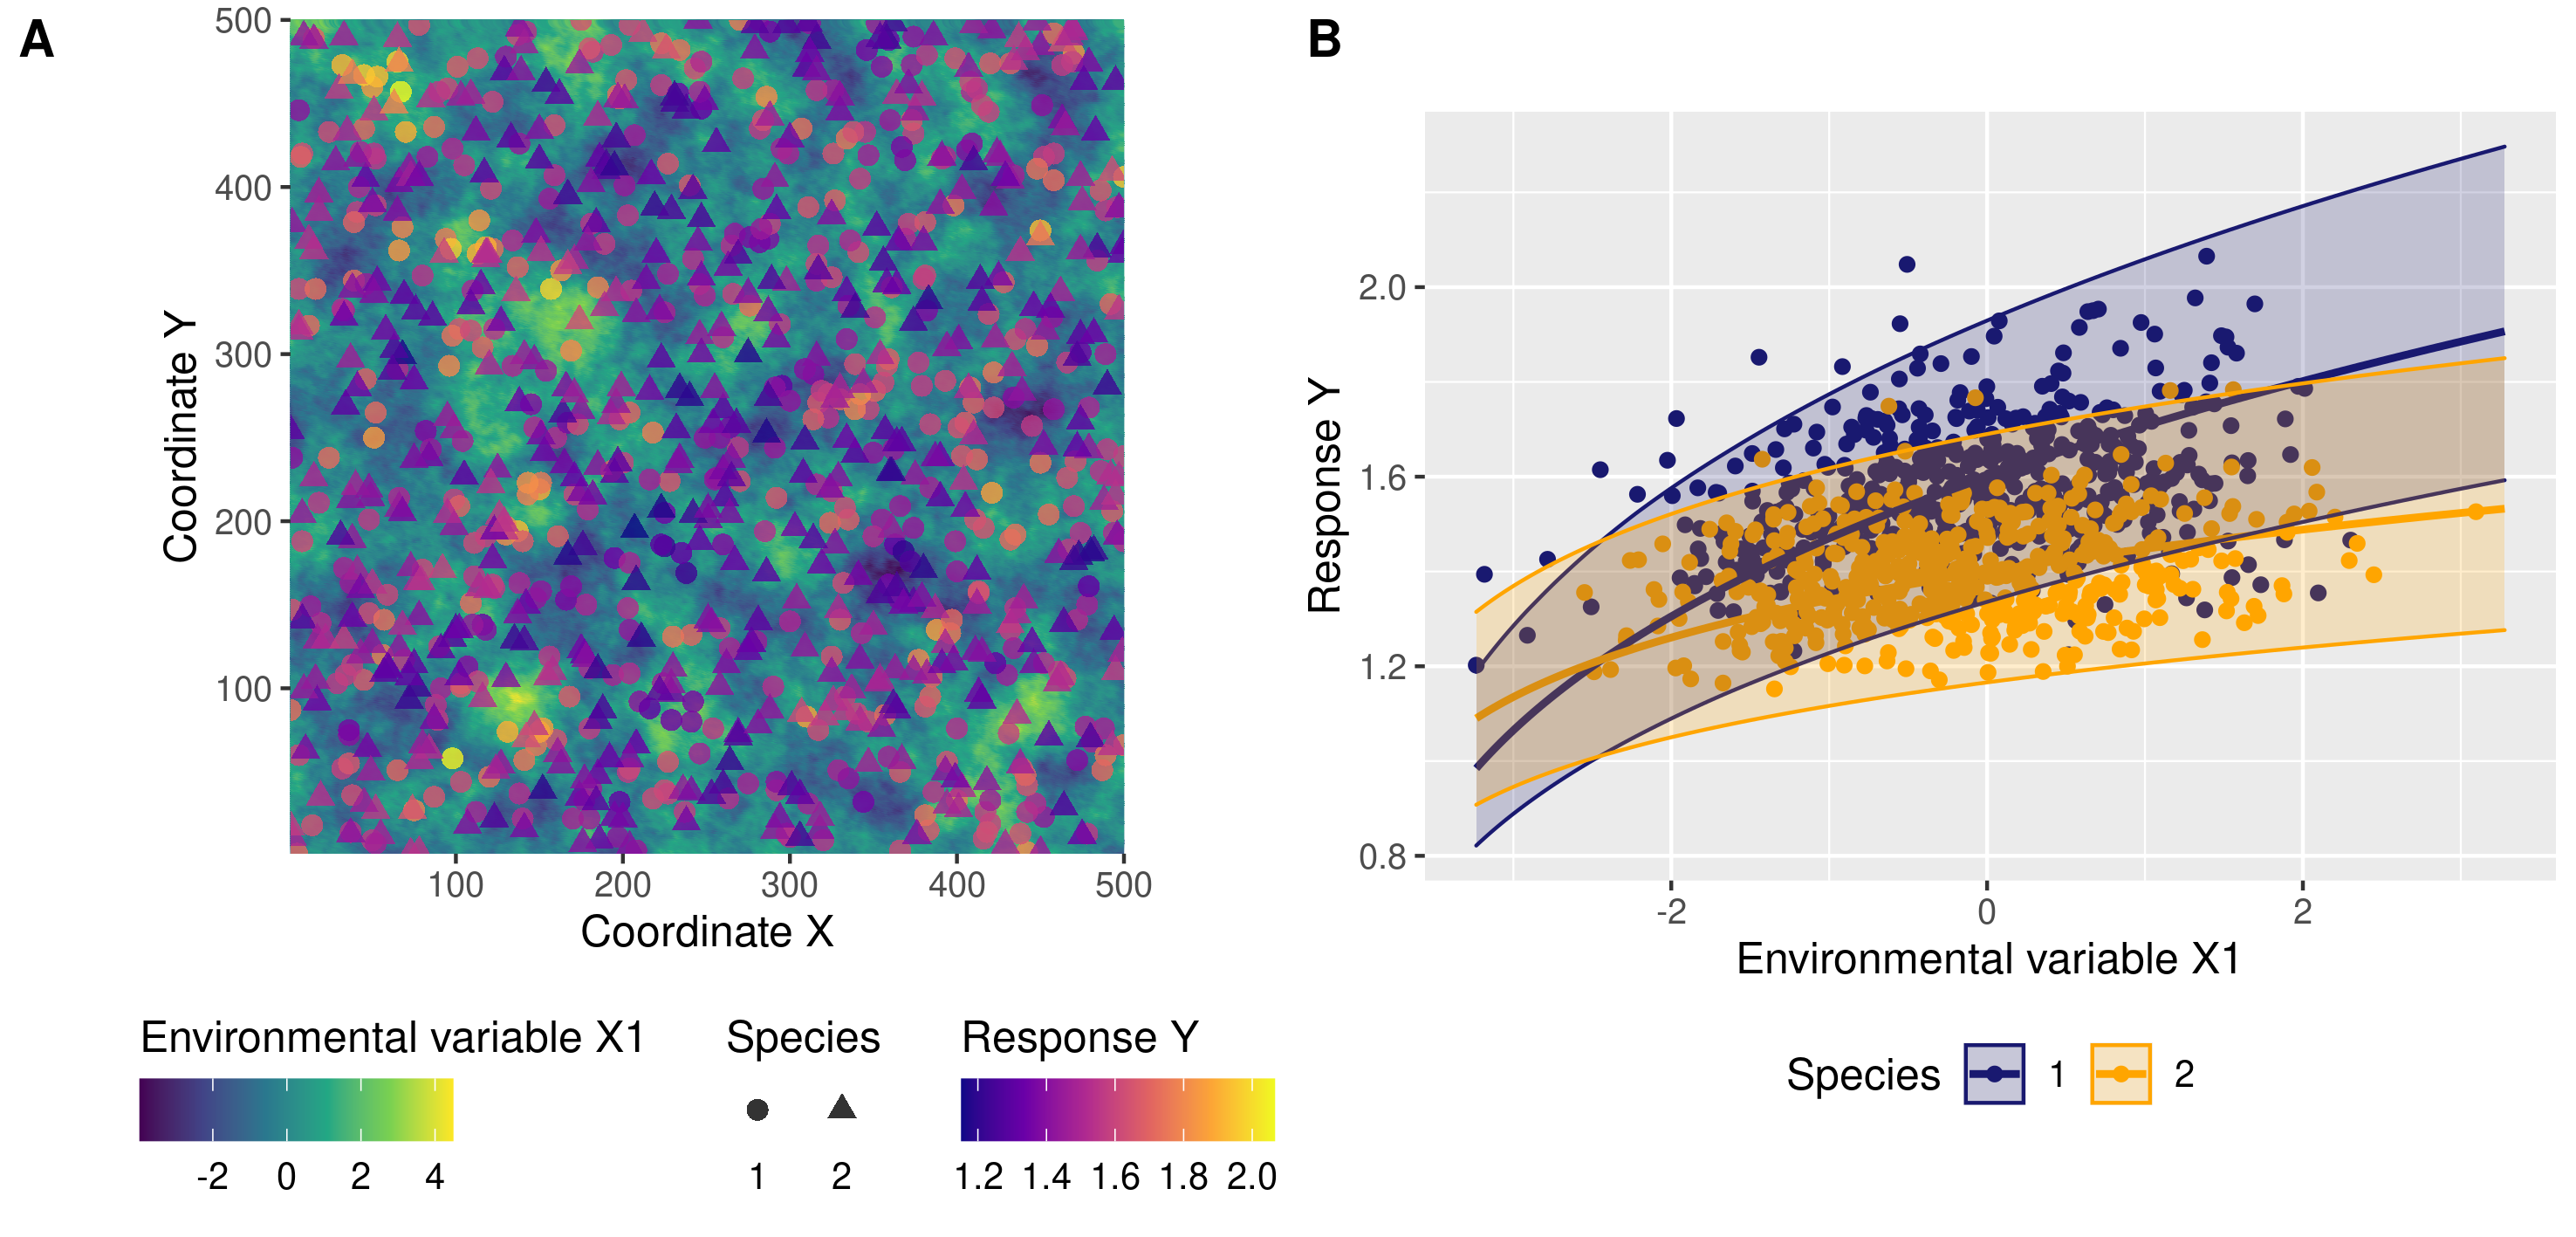 A
Coordinate Y
500
400
300
200
100
100 200 300 400 500
Coordinate X
Environmental variable X1
-2 0 2 4
Species
1 2
Response Y
1.2 1.4 1.6 1.8 2.0
B
Response Y
2.0
1.6
1.2
0.8
-2 0 2
Environmental variable X1
Species 1 2